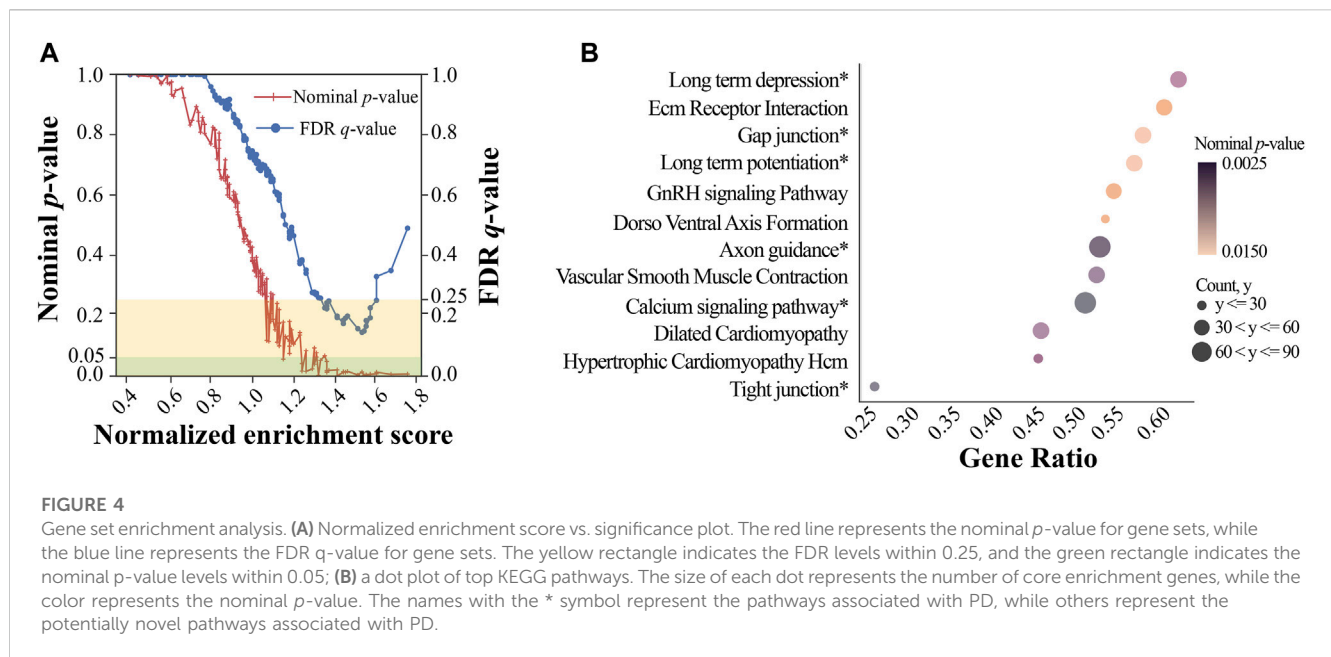 A
1.0
0.8
0.6
0.4
0.2
0.05
0.0
Nominal p-value
Nominal p-value
FDR q-value
1.0
0.8
0.6
0.4
0.25
0.2
0.0
FDR q-value
0.4
0.6
0.8
1.0
1.2
1.4
1.6
1.8
Normalized enrichment score
B
Long term depression*
Ecm Receptor Interaction
Gap junction*
Long term potentiation*
GnRH signaling Pathway
Dorso Ventral Axis Formation
Axon guidance*
Vascular Smooth Muscle Contraction
Calcium signaling pathway*
Dilated Cardiomyopathy
Hypertrophic Cardiomyopathy Hcm
Tight junction*
0.25
0.30
0.35
0.40
0.45
0.50
0.55
0.60
Gene Ratio
Nominal p-value
0.0025
0.0150
Count, y
y <= 30
30 < y <= 60
60 < y <= 90
FIGURE 4
Gene set enrichment analysis. (A) Normalized enrichment score vs. significance plot. The red line represents the nominal p-value for gene sets, while
the blue line represents the FDR q-value for gene sets. The yellow rectangle indicates the FDR levels within 0.25, and the green rectangle indicates the
nominal p-value levels within 0.05; (B) a dot plot of top KEGG pathways. The size of each dot represents the number of core enrichment genes, while the
color represents the nominal p-value. The names with the * symbol represent the pathways associated with PD, while others represent the
potentially novel pathways associated with PD.